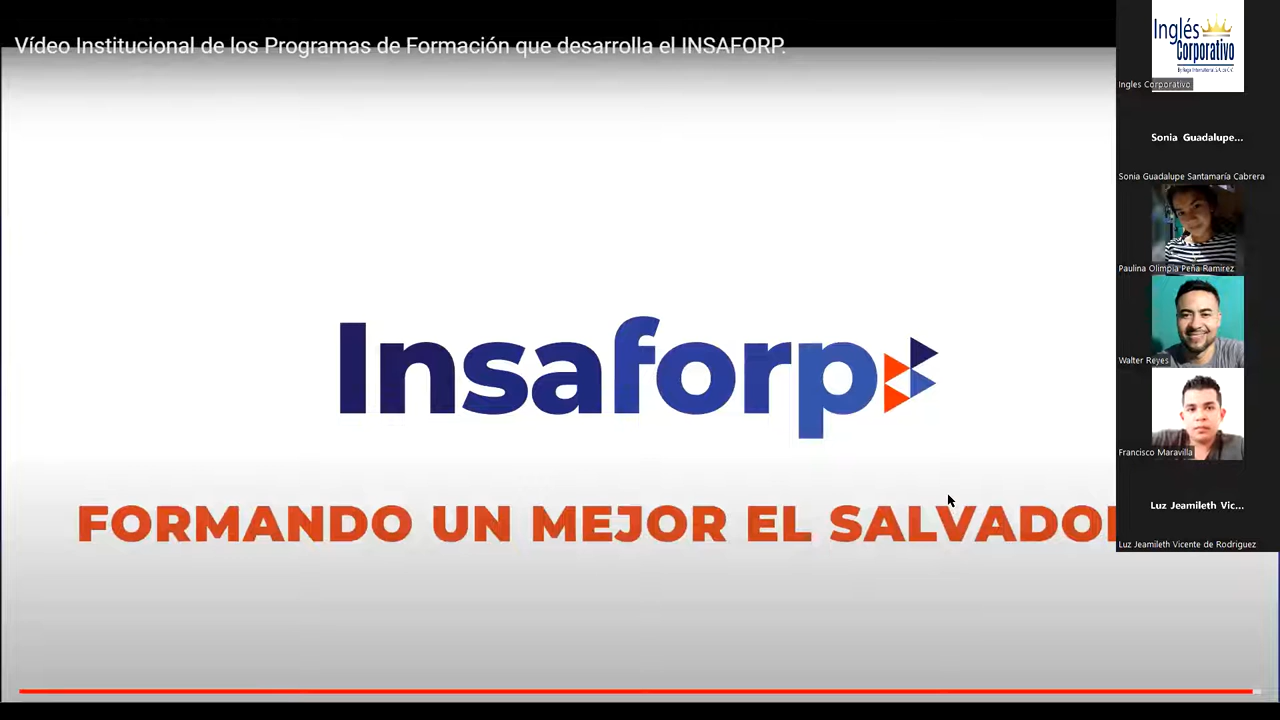 Vídeo Institucional de los Programas de Formación que desarrolla el INSAFORP.
Insaforp
FORMANDO UN MEJOR EL SALVADO
Inglés
Corporativo
Ingles Corporativo
Sonia Guadalupe...
Sonia Guadalupe Santamaría Cabrera
Paulina Olimpia Peña Ramirez
Walter Reyes
Francisco Maravilla
Luz Jeamileth Vic...
Luz Jeamileth Vicente de Rodriguez